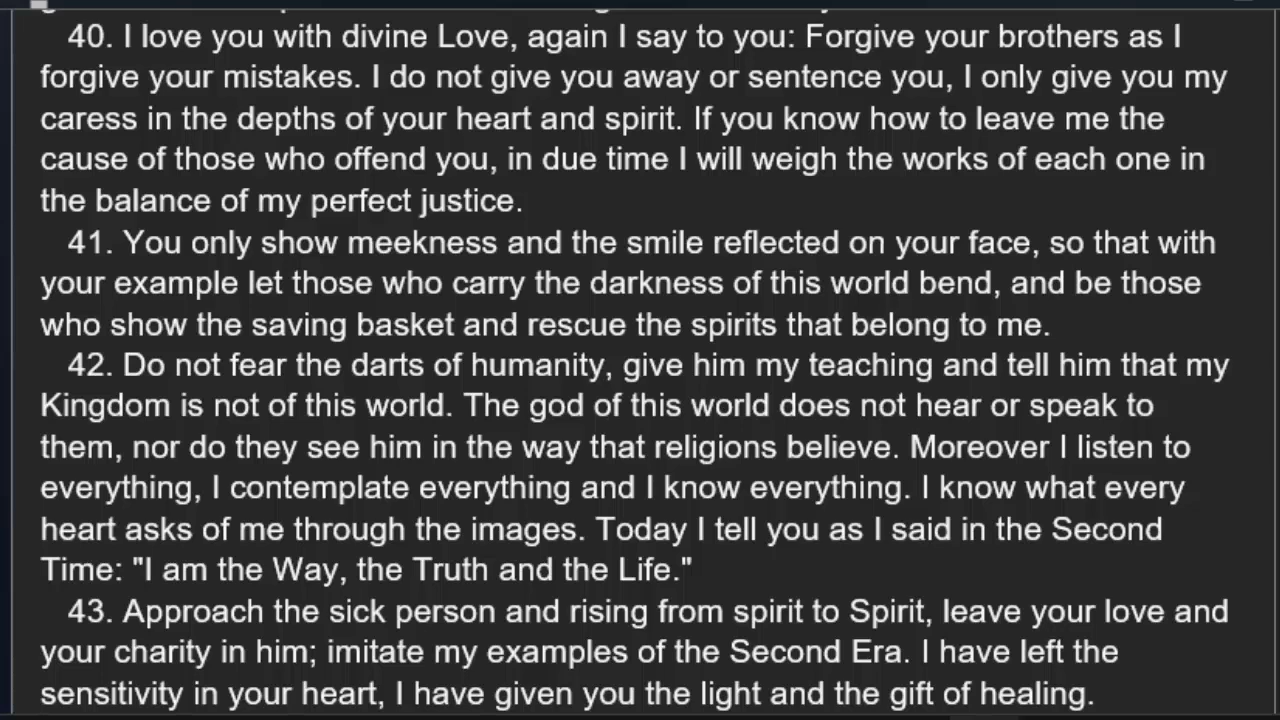 40. I love you with divine Love, again I say to you: Forgive your brothers as I
forgive your mistakes. I do not give you away or sentence you, I only give you my
caress in the depths of your heart and spirit. If you know how to leave me the
cause of those who offend you, in due time I will weigh the works of each one in
the balance of my perfect justice.
41. You only show meekness and the smile reflected on your face, so that with
your example let those who carry the darkness of this world bend, and be those
who show the saving basket and rescue the spirits that belong to me.
42. Do not fear the darts of humanity, give him my teaching and tell him that my
Kingdom is not of this world. The god of this world does not hear or speak to
them, nor do they see him in the way that religions believe. Moreover I listen to
everything, I contemplate everything and I know everything. I know what every
heart asks of me through the images. Today I tell you as I said in the Second
Time: "I am the Way, the Truth and the Life."
43. Approach the sick person and rising from spirit to Spirit, leave your love and
your charity in him; imitate my examples of the Second Era. I have left the
sensitivity in your heart, I have given you the light and the gift of healing.